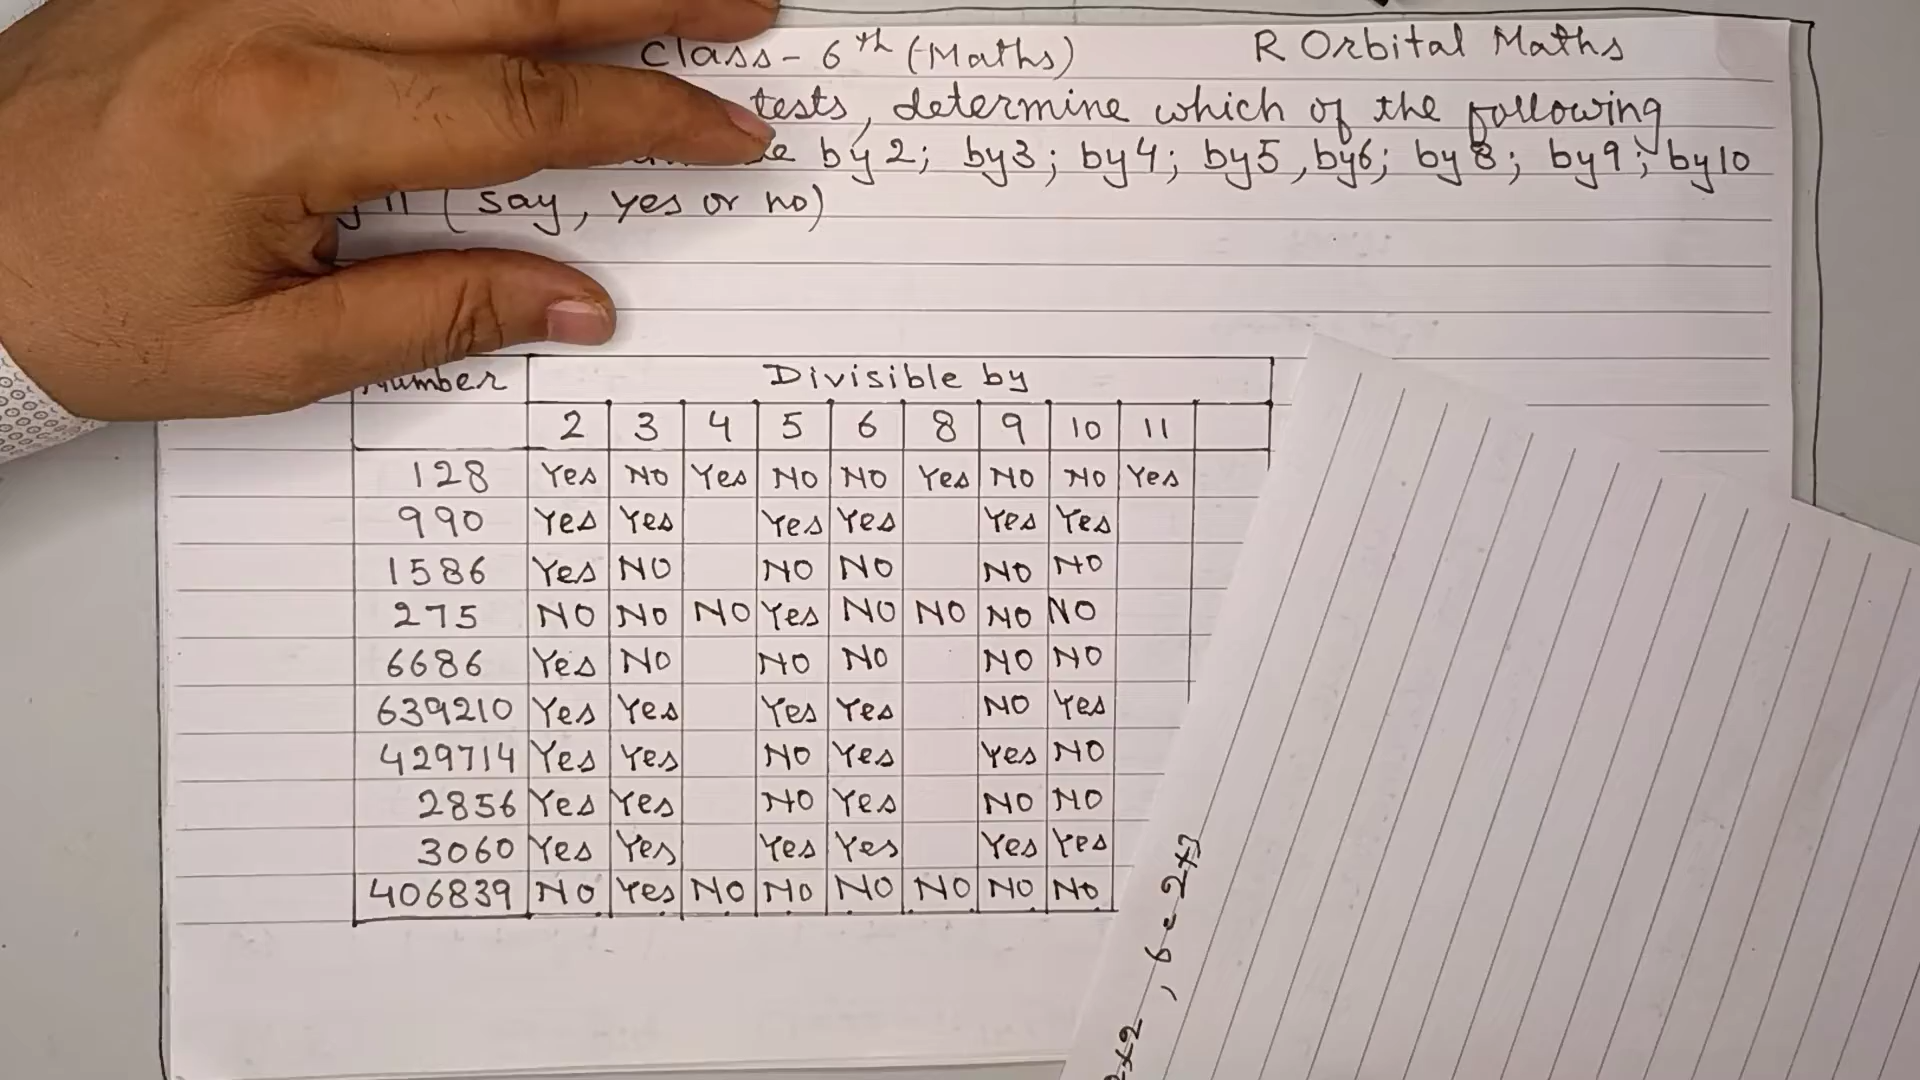 Class - 6th (Maths) R Orbital Maths
tests, determine which of the following
by 2; by 3; by 4; by 5, by 6; by 8; by 9; by 10
11 (say, yes or no)
Number Divisible by
2 3 4 5 6 8 9 10 11
128 Yes No Yes No No Yes No No Yes
990 Yes Yes Yes Yes Yes Yes
1586 Yes No No No No No
275 No No No Yes No No No No
6686 Yes No No No No No
639210 Yes Yes Yes Yes No Yes
429714 Yes Yes No Yes Yes No
2856 Yes Yes No Yes No No
3060 Yes Yes Yes Yes Yes Yes
406839 No Yes No No No No No No
×2, 6 = 2×3